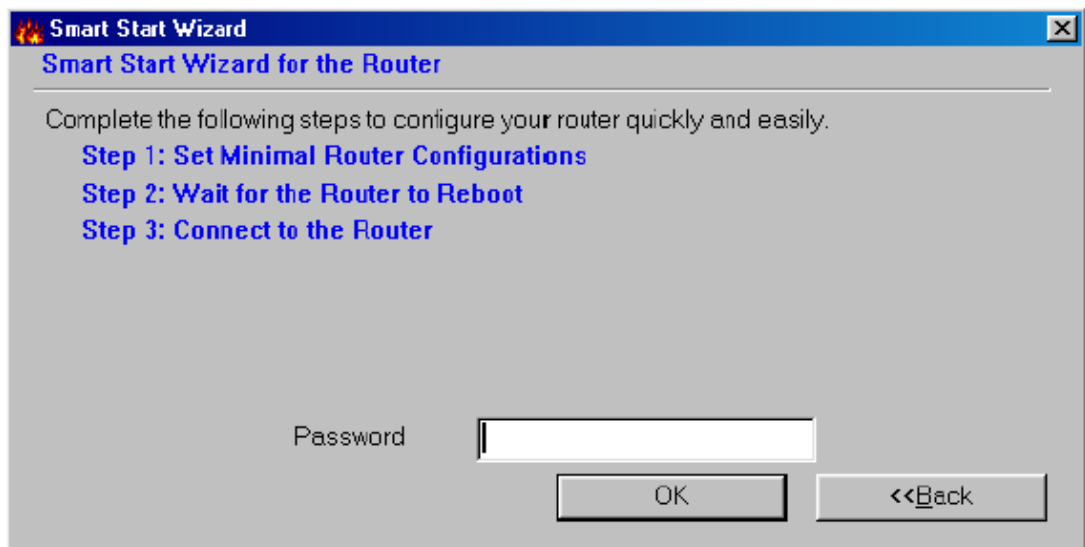 Smart Start Wizard
Smart Start Wizard for the Router
Complete the following steps to configure your router quickly and easily.
Step 1: Set Minimal Router Configurations
Step 2: Wait for the Router to Reboot
Step 3: Connect to the Router
Password
OK
<<Back